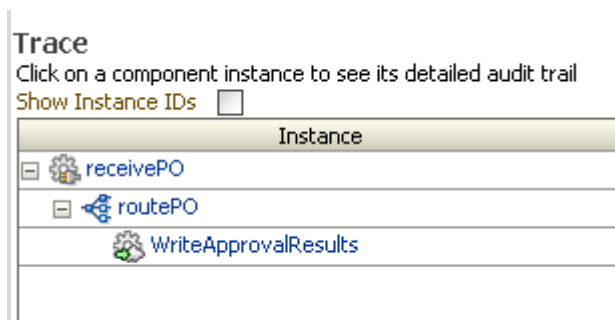 Trace
Click on a component instance to see its detailed audit trail
Show Instance IDs
Instance
receivePO
routePO
WriteApprovalResults